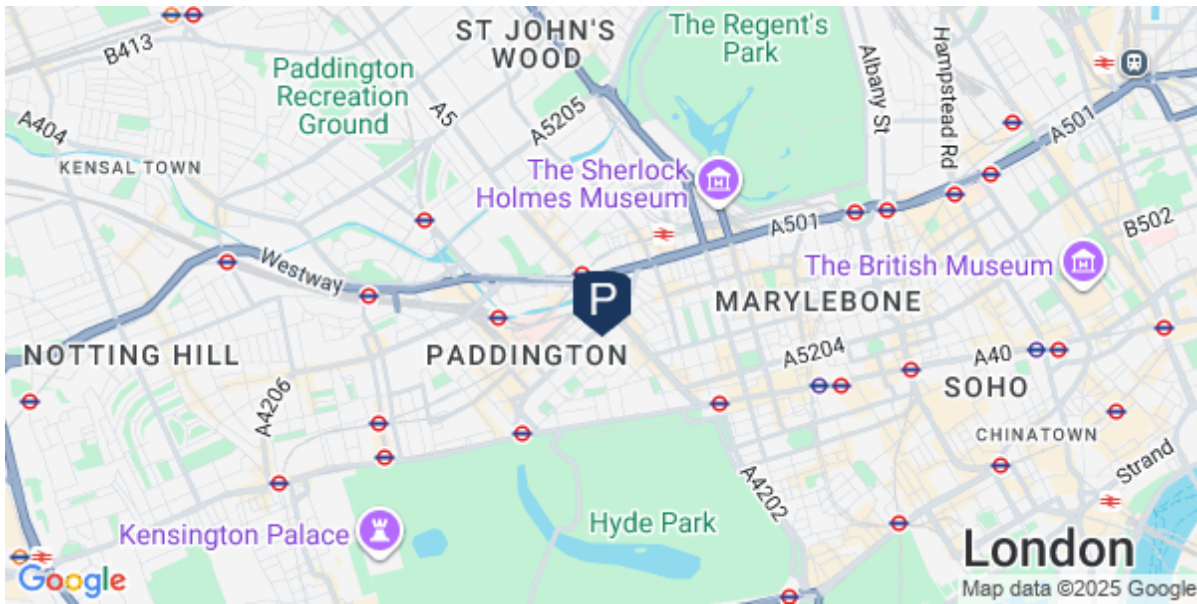 ST JOHN'S
WOOD
The Regent's
Park
B413
Paddington
Recreation
Ground
A5
A5205
Albany St
Hampstead Rd
A501
A404
KENSAL TOWN
The Sherlock
Holmes Museum
A501
B502
Westway
The British Museum
P
MARYLEBONE
NOTTING HILL
PADDINGTON
A5204
A40
SOHO
A4206
CHINATOWN
Strand
A4202
Kensington Palace
Hyde Park
London
Google
Map data ©2025 Google